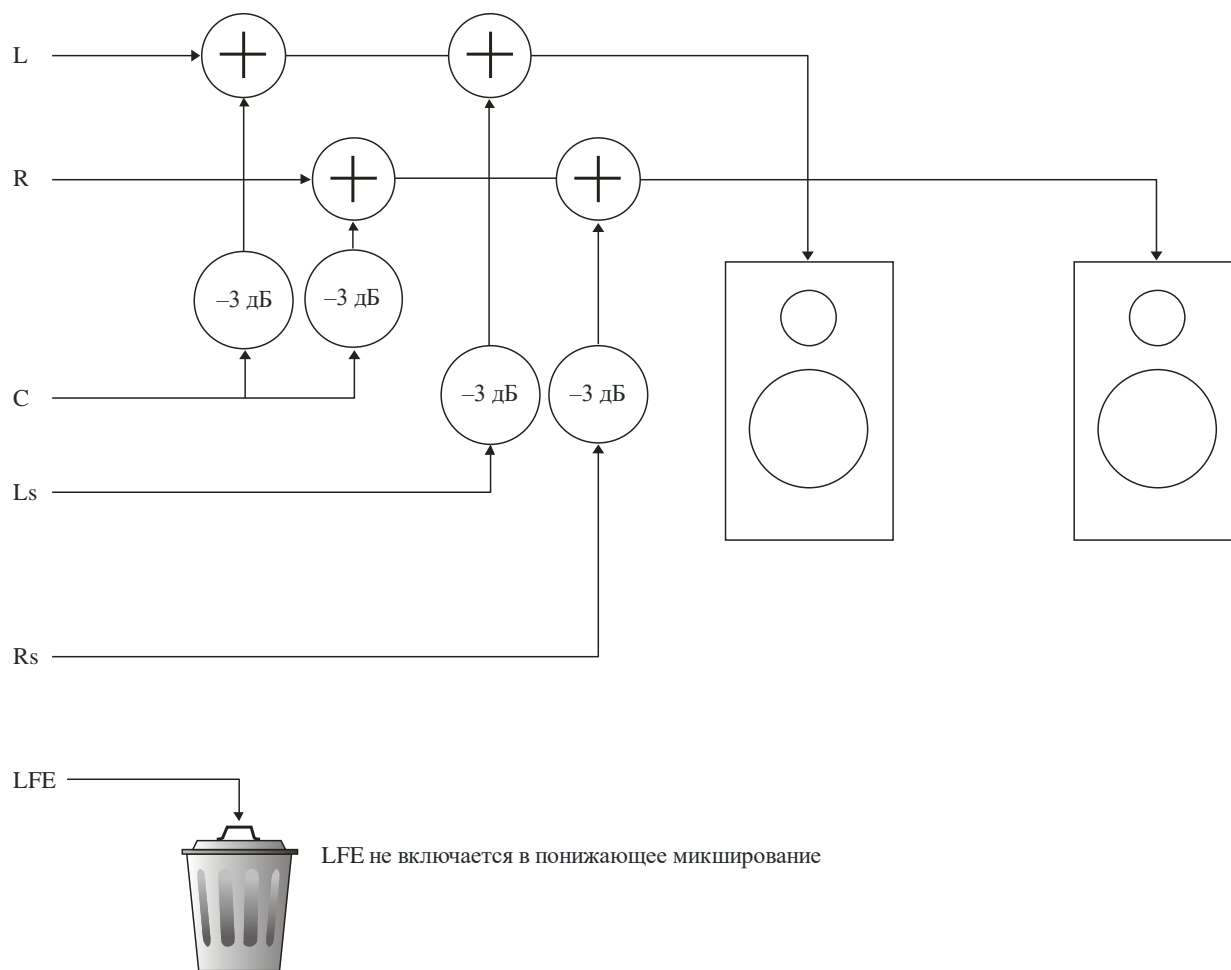 L
R
–3 дБ
–3 дБ
C
–3 дБ
–3 дБ
Ls
Rs
LFE
LFE не включается в понижающее микширование